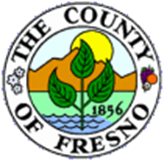 THE COUNTY
OF FRESNO
1856